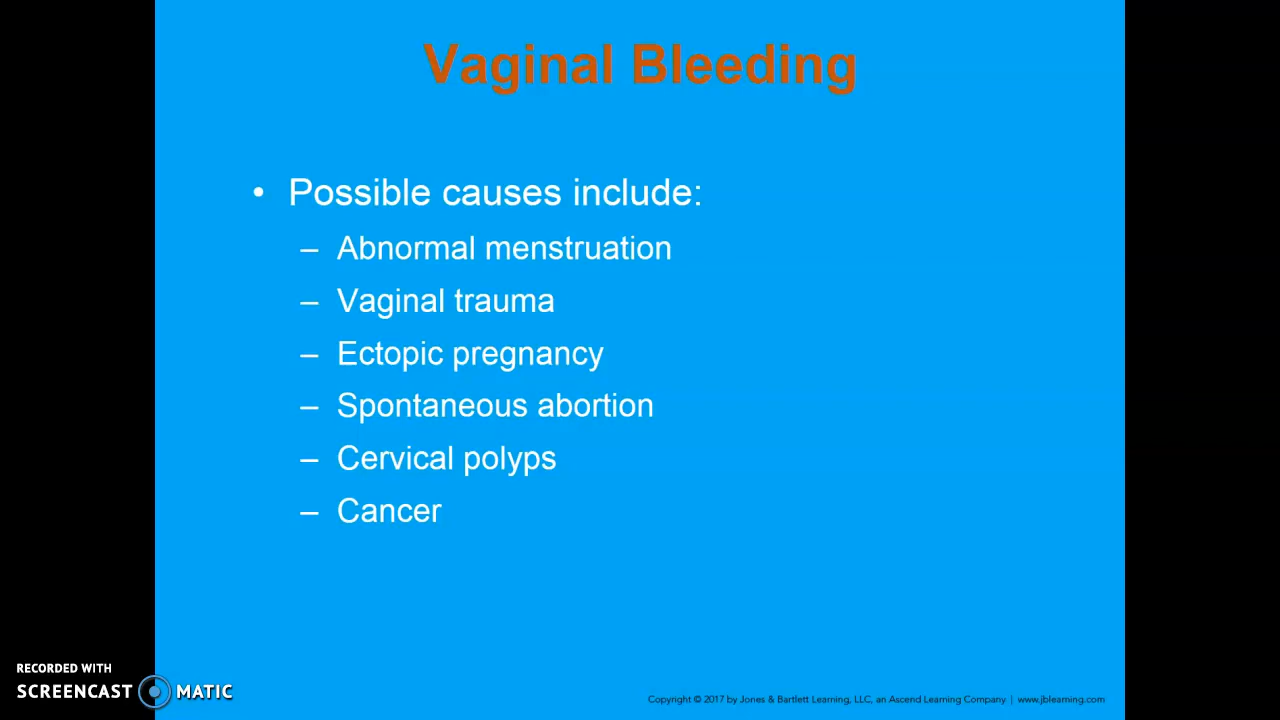 Vaginal Bleeding
• Possible causes include:
– Abnormal menstruation
– Vaginal trauma
– Ectopic pregnancy
– Spontaneous abortion
– Cervical polyps
– Cancer
RECORDED WITH
SCREENCAST MATIC
Copyright © 2017 by Jones & Bartlett Learning, LLC, an Ascend Learning Company | www.jblearning.com